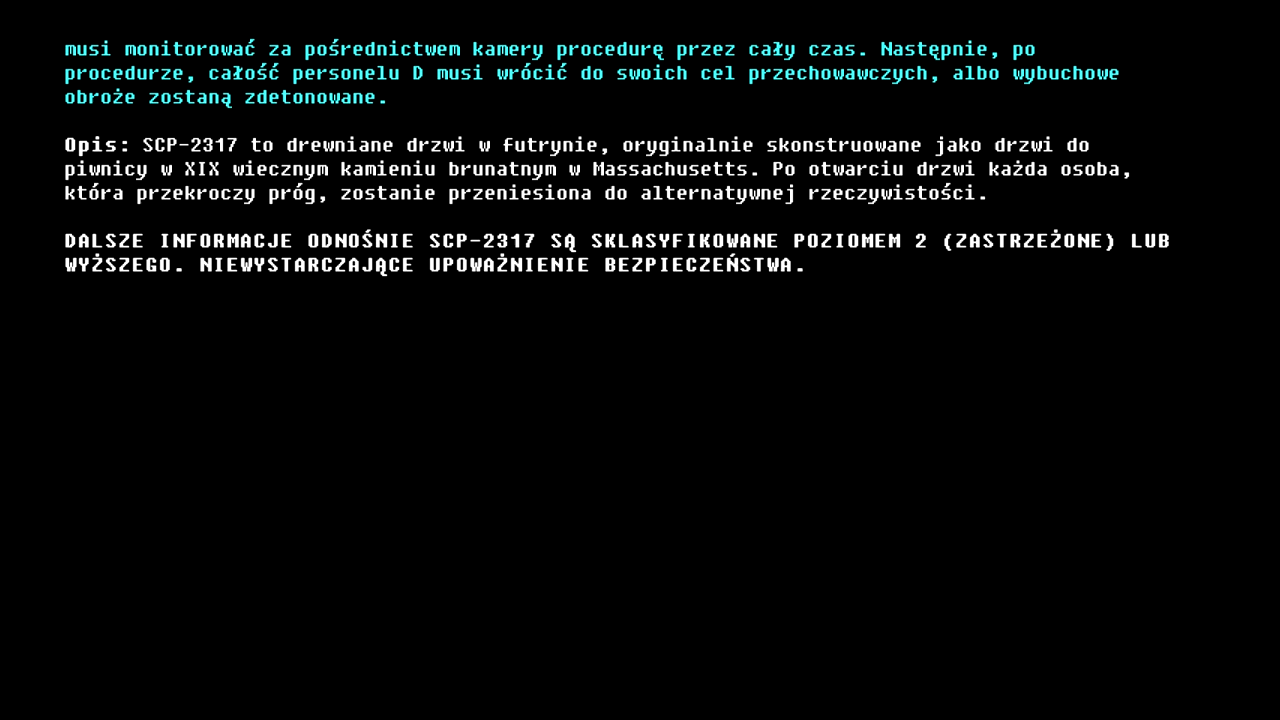 musi monitorować za pośrednictwem kamery procedurę przez cały czas. Następnie, po
procedurze, całość personelu D musi wrócić do swoich cel przechowawczych, albo wybuchowe
obroże zostaną zdetonowane.
Opis: SCP-2317 to drewniane drzwi w futrynie, oryginalnie skonstruowane jako drzwi do
piwnicy w XIX wiecznym kamieniu brunatnym w Massachusetts. Po otwarciu drzwi każda osoba,
która przekroczy próg, zostanie przeniesiona do alternatywnej rzeczywistości.
DALSZE INFORMACJE ODNOŚNIE SCP-2317 SĄ SKLASYFIKOWANE POZIOMEM 2 (ZASTRZEŻONE) LUB
WYŻSZEGO. NIEWYSTARCZAJĄCE UPOWAŻNIENIE BEZPIECZEŃSTWA.